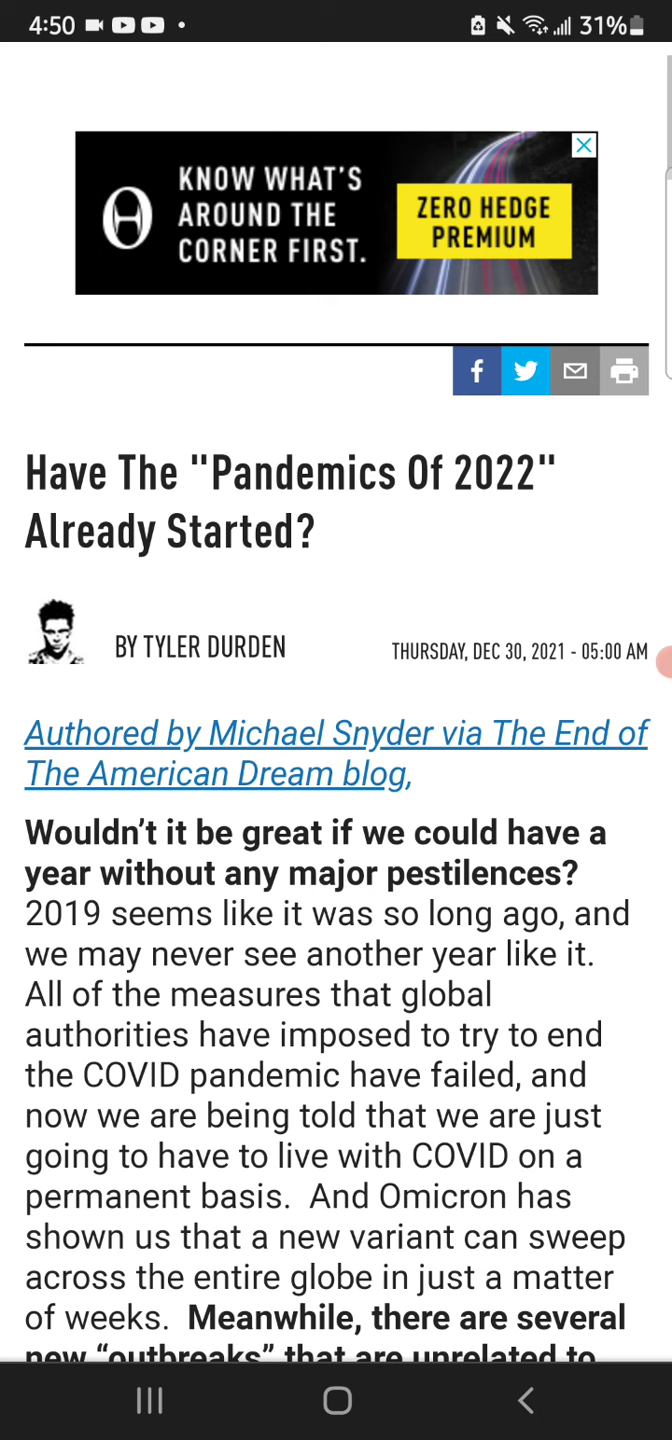 4:50
31%
KNOW WHAT'S
AROUND THE
CORNER FIRST.
ZERO HEDGE
PREMIUM
Have The "Pandemics Of 2022"
Already Started?
BY TYLER DURDEN
THURSDAY, DEC 30, 2021 - 05:00 AM
Authored by Michael Snyder via The End of
The American Dream blog,
Wouldn’t it be great if we could have a
year without any major pestilences?
2019 seems like it was so long ago, and
we may never see another year like it.
All of the measures that global
authorities have imposed to try to end
the COVID pandemic have failed, and
now we are being told that we are just
going to have to live with COVID on a
permanent basis.  And Omicron has
shown us that a new variant can sweep
across the entire globe in just a matter
of weeks.  Meanwhile, there are several
new “outbreaks” that are unrelated to